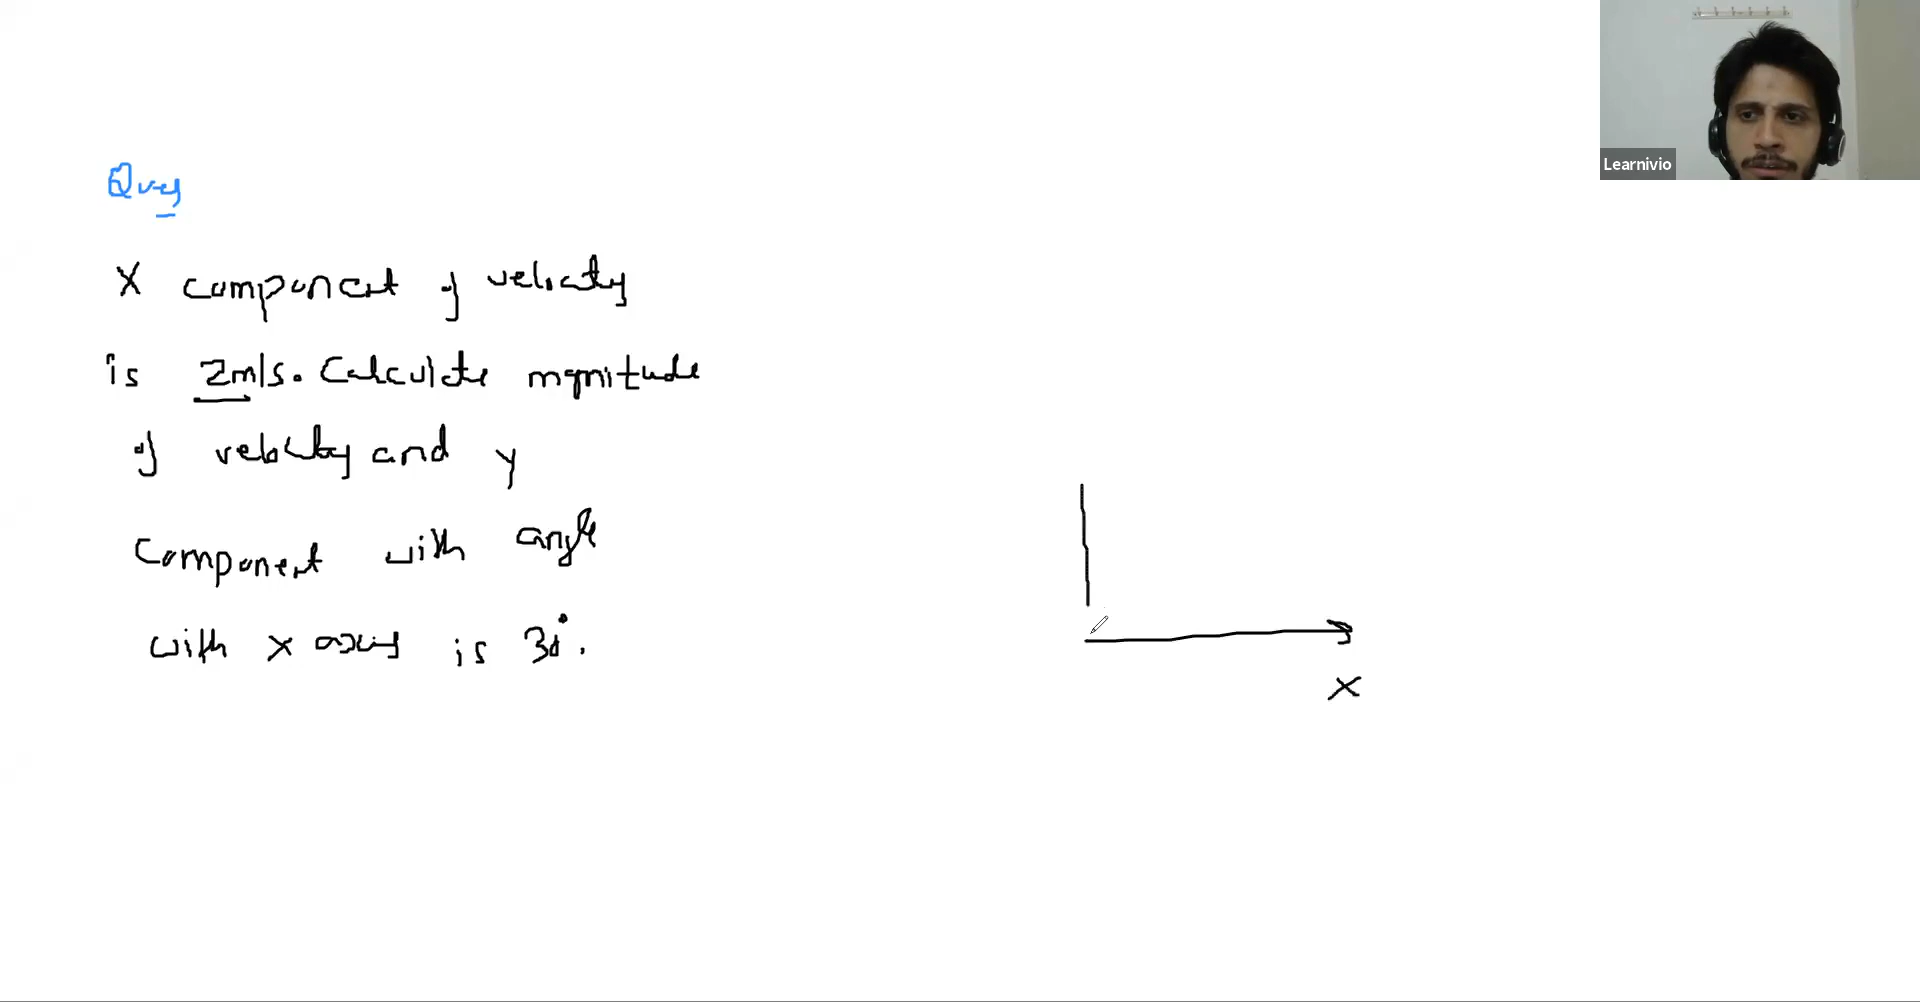 Ques
X component of velocity
is 2m/s. Calculate magnitude
of velocity and y
component with angle
with x axis is 30°.
X
Learnivio